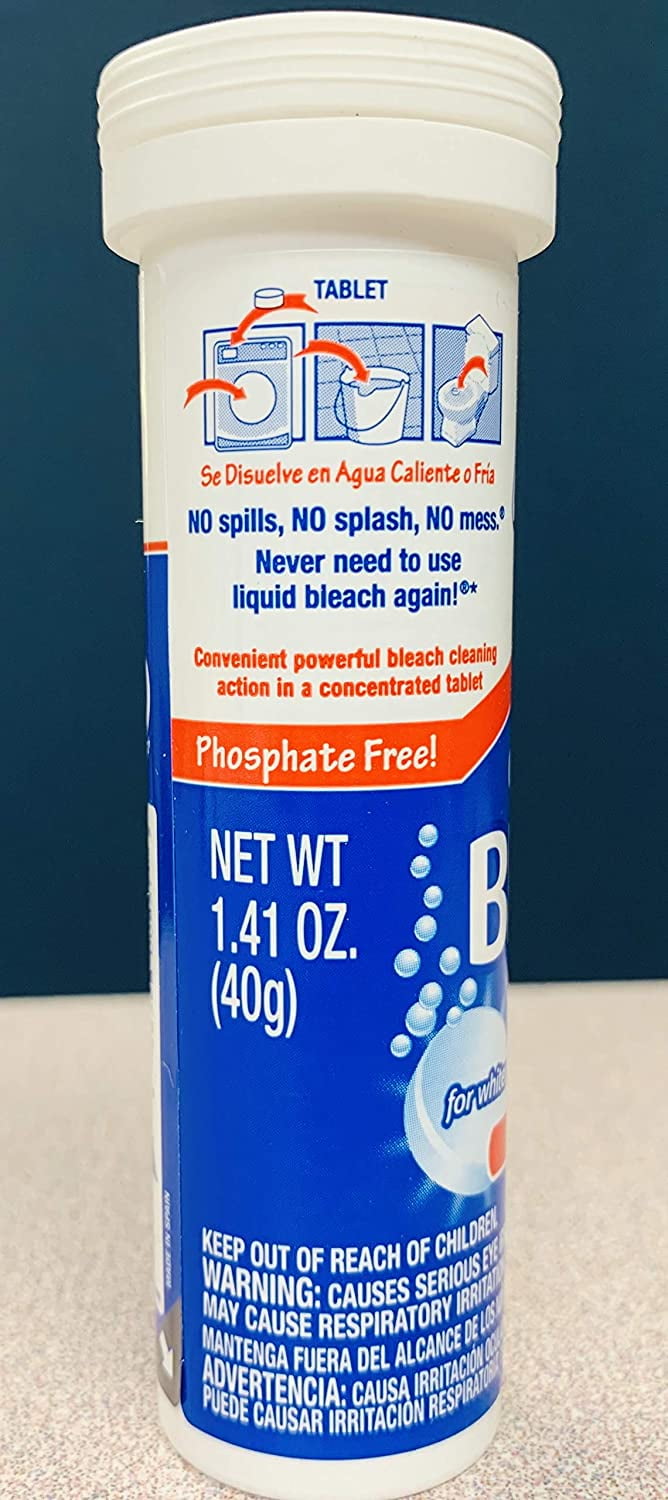 TABLET
Se Disuelve en Agua Caliente o Fría
NO spills, NO splash, NO mess.®
Never need to use
liquid bleach again!®*
Convenient powerful bleach cleaning
action in a concentrated tablet
Phosphate Free!
NET WT
1.41 OZ.
(40g)
B
for white
MADE IN SPAIN
KEEP OUT OF REACH OF CHILDREN.
WARNING: CAUSES SERIOUS EYE
MAY CAUSE RESPIRATORY
MANTENGA FUERA DEL ALCANCE DE LOS
ADVERTENCIA: CAUSA IRRITACIÓN
PUEDE CAUSAR IRRITACIÓN